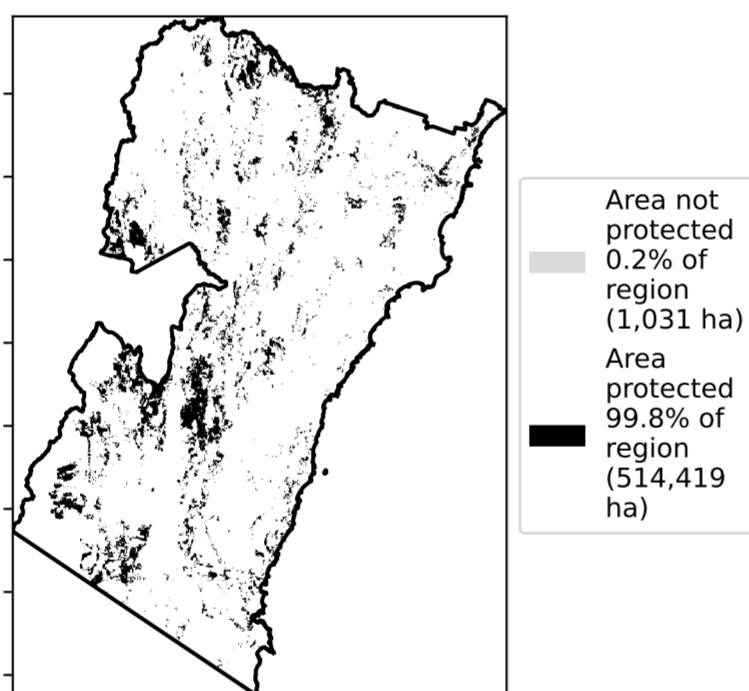 Area not
protected
0.2% of
region
(1,031 ha)
Area
protected
99.8% of
region
(514,419
ha)